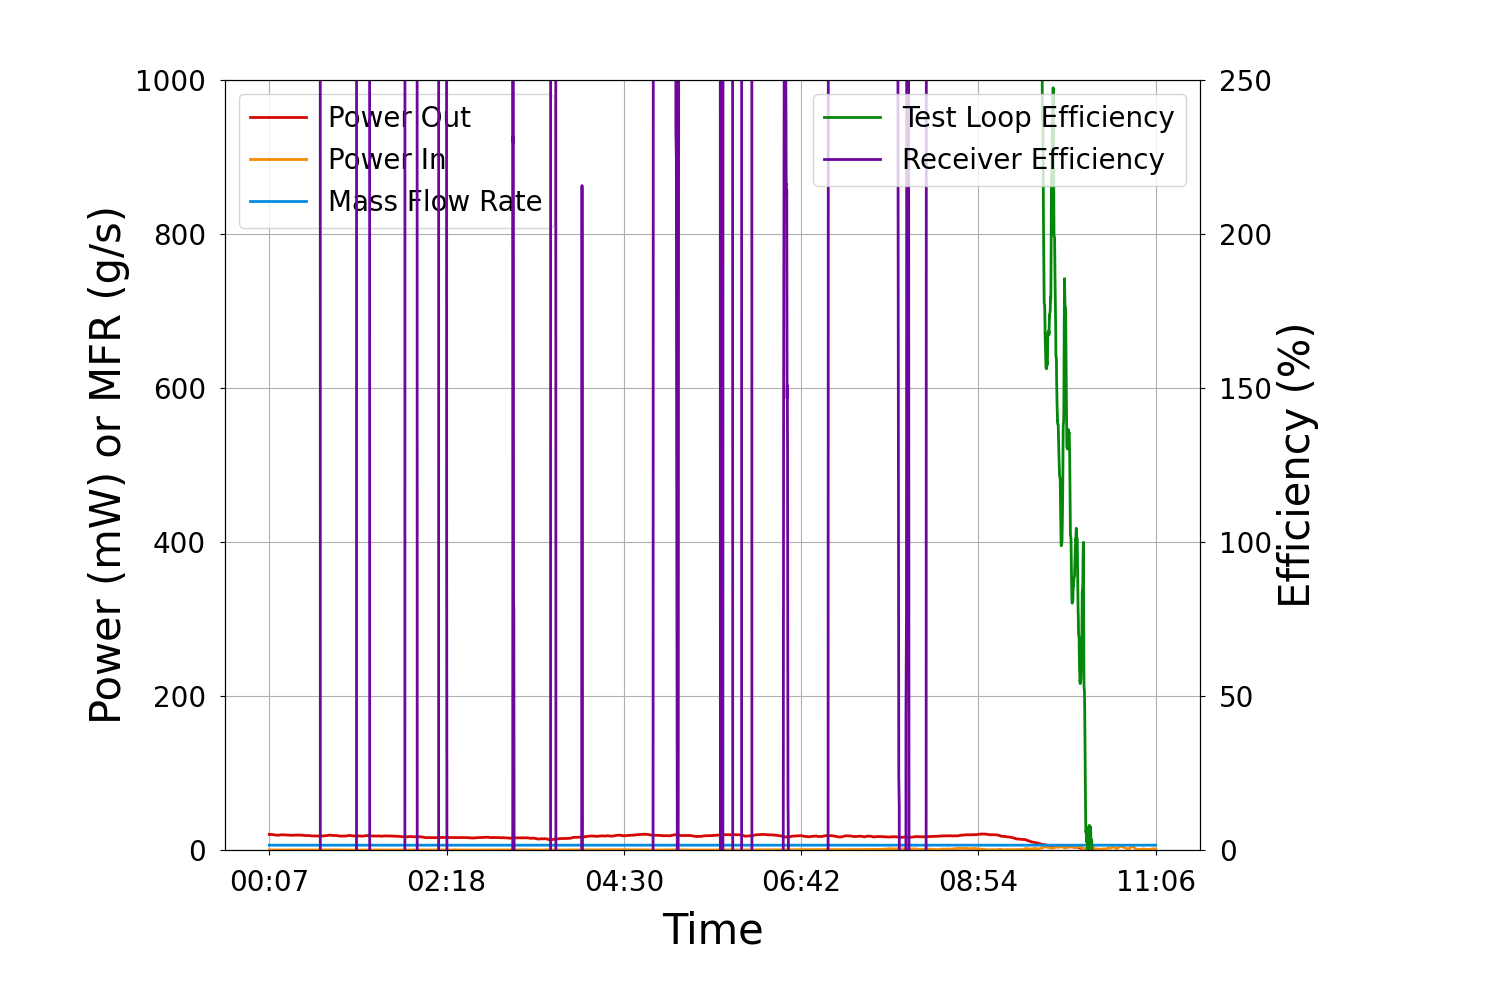 1000
800
600
400
200
0
Power (mW) or MFR (g/s)
Power Out
Power In
Mass Flow Rate
Test Loop Efficiency
Receiver Efficiency
250
200
150
100
50
0
Efficiency (%)
00:07 02:18 04:30 06:42 08:54 11:06
Time